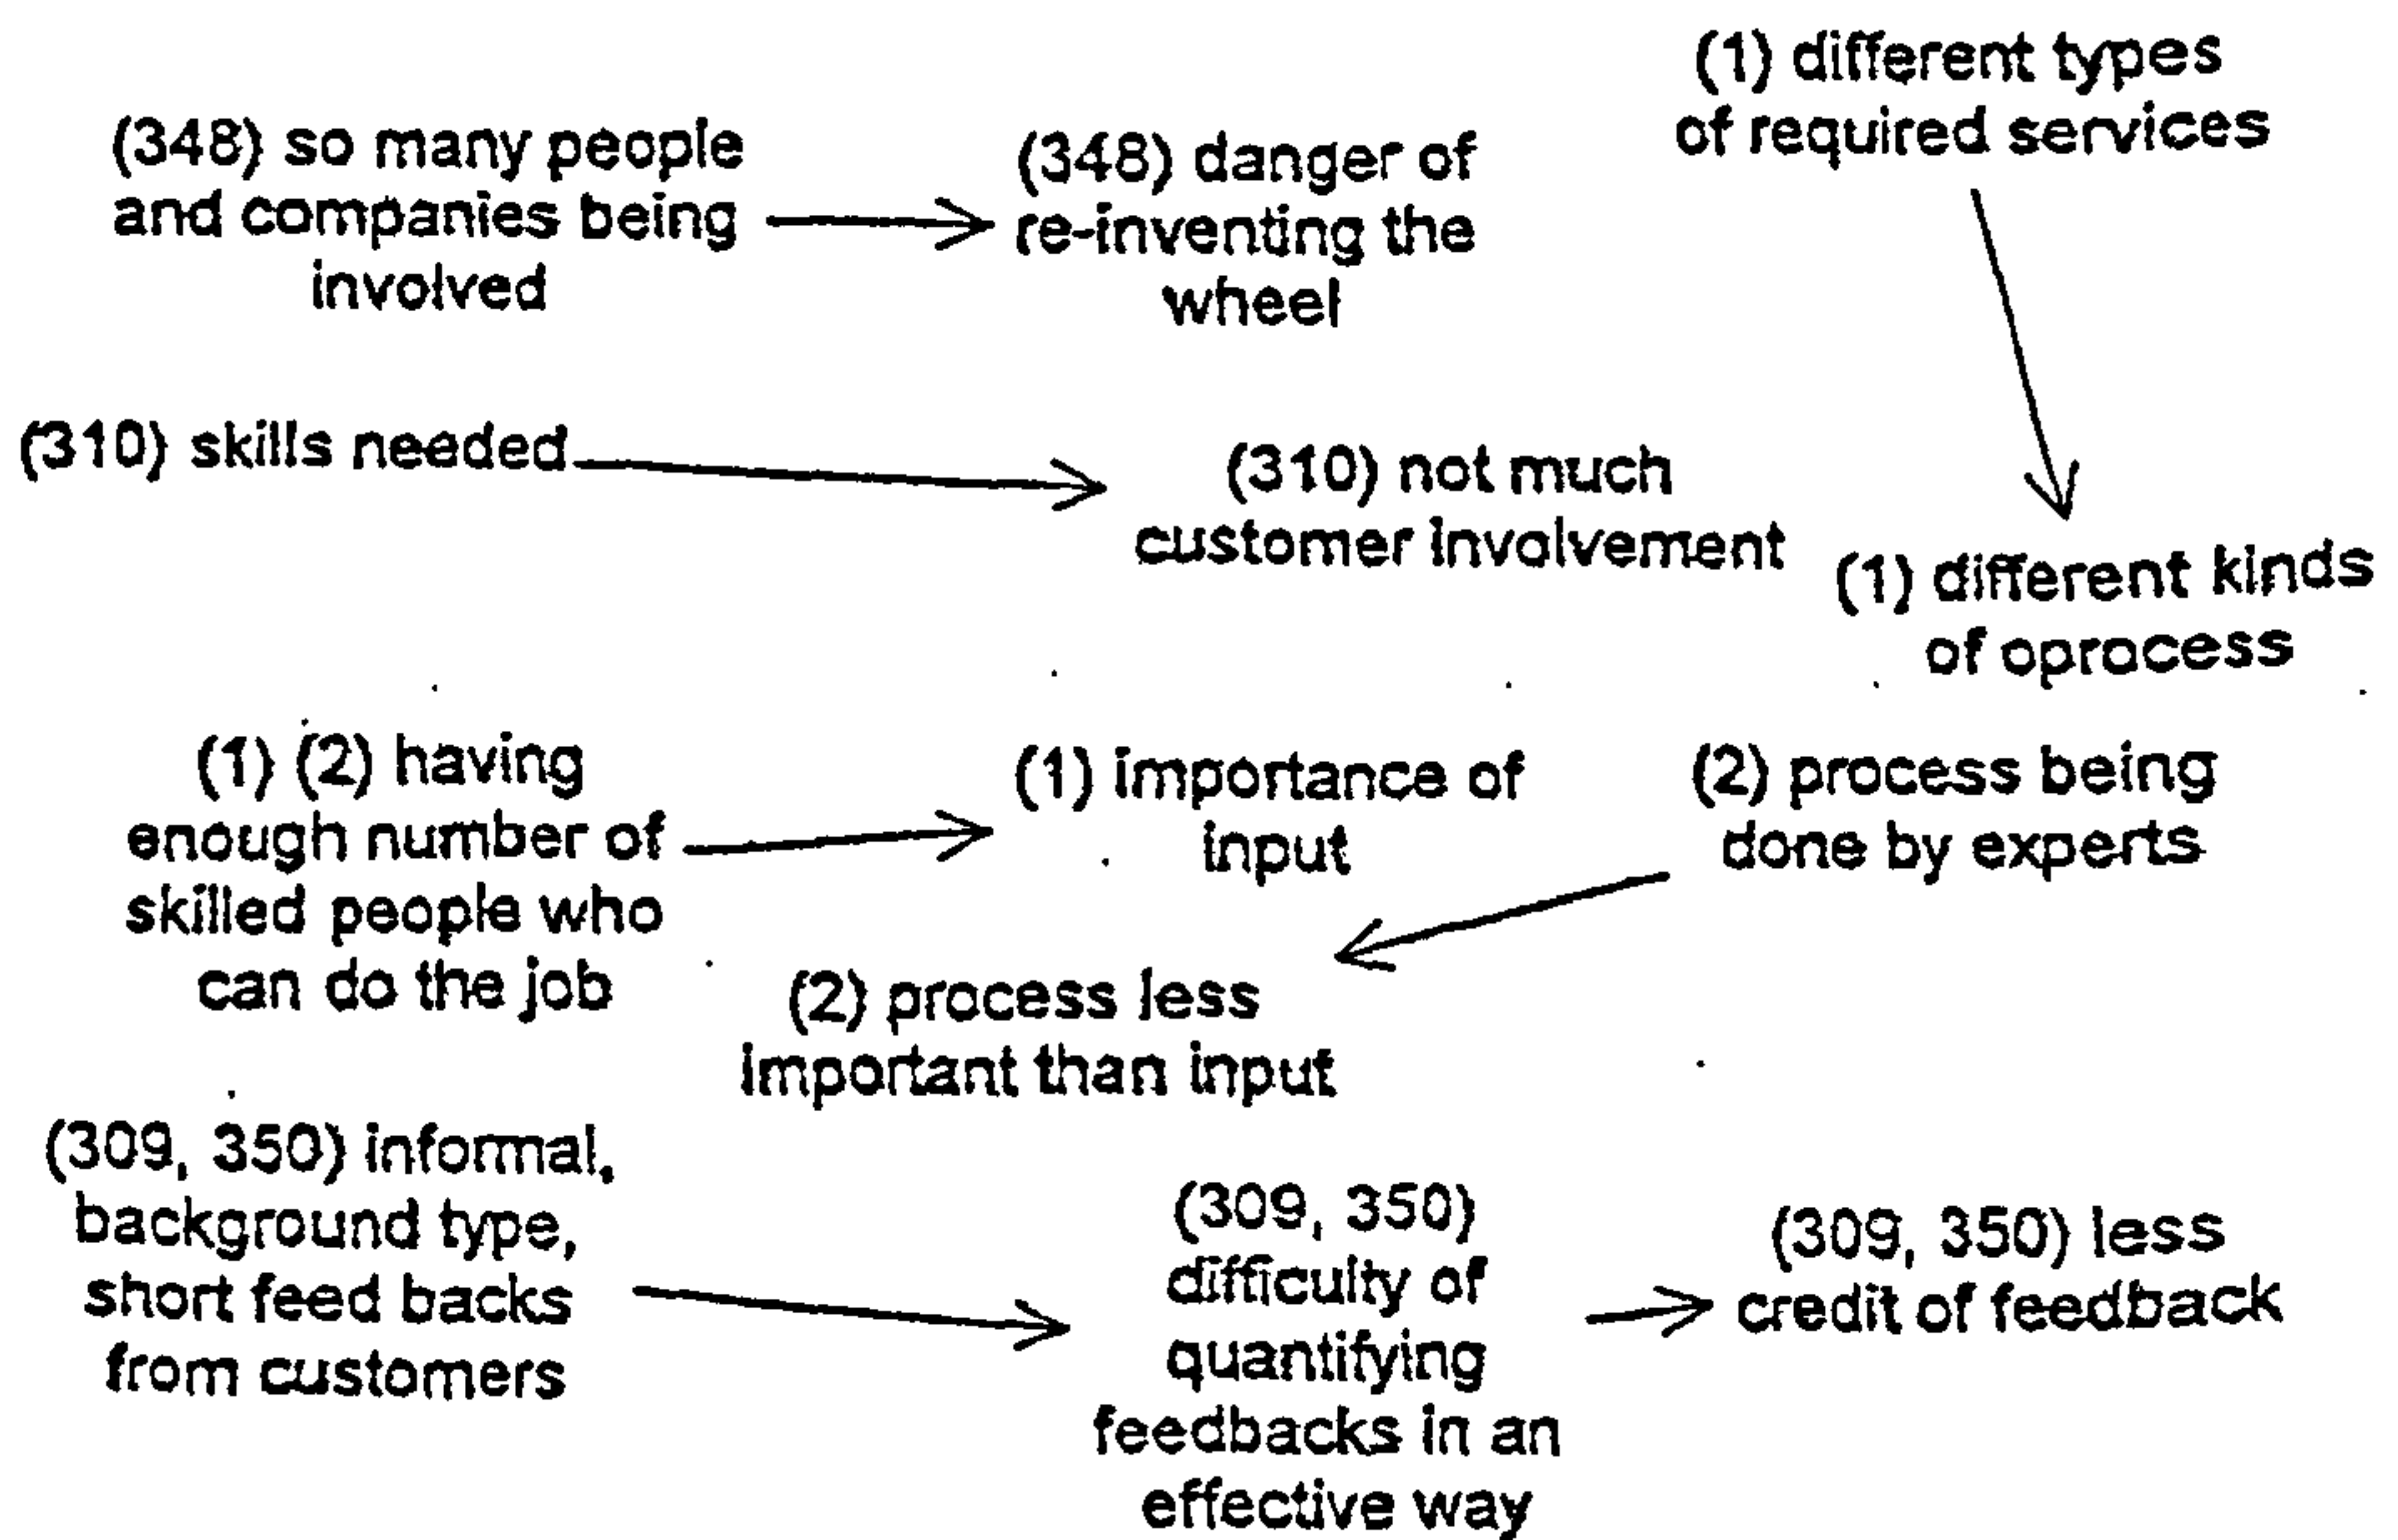 (348) so many people
and companies being
involved
(348) danger of
re-inventing the
wheel
(1) different types
of required services
(310) skills needed
(310) not much
customer involvement
(1) different kinds
of oprocess
(1) (2) having
enough number of
skilled people who
can do the job
(1) importance of
input
(2) process being
done by experts
(2) process less
important than input
(309, 350) informal,
background type,
short feed backs
from customers
(309, 350)
difficulty of
quantifying
feedbacks in an
effective way
(309, 350) less
credit of feedback